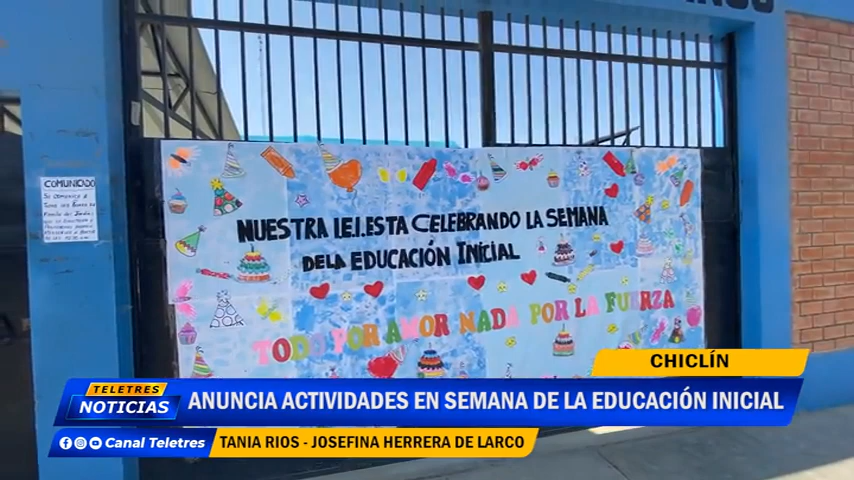 COMUNICADO
NUESTRA I.E.I. ESTA CELEBRANDO LA SEMANA
DE LA EDUCACIÓN INICIAL
TODO POR AMOR NADA POR LA FUERZA
CHICLÍN
TELETRES
NOTICIAS
ANUNCIA ACTIVIDADES EN SEMANA DE LA EDUCACIÓN INICIAL
Canal Teletres
TANIA RIOS - JOSEFINA HERRERA DE LARCO